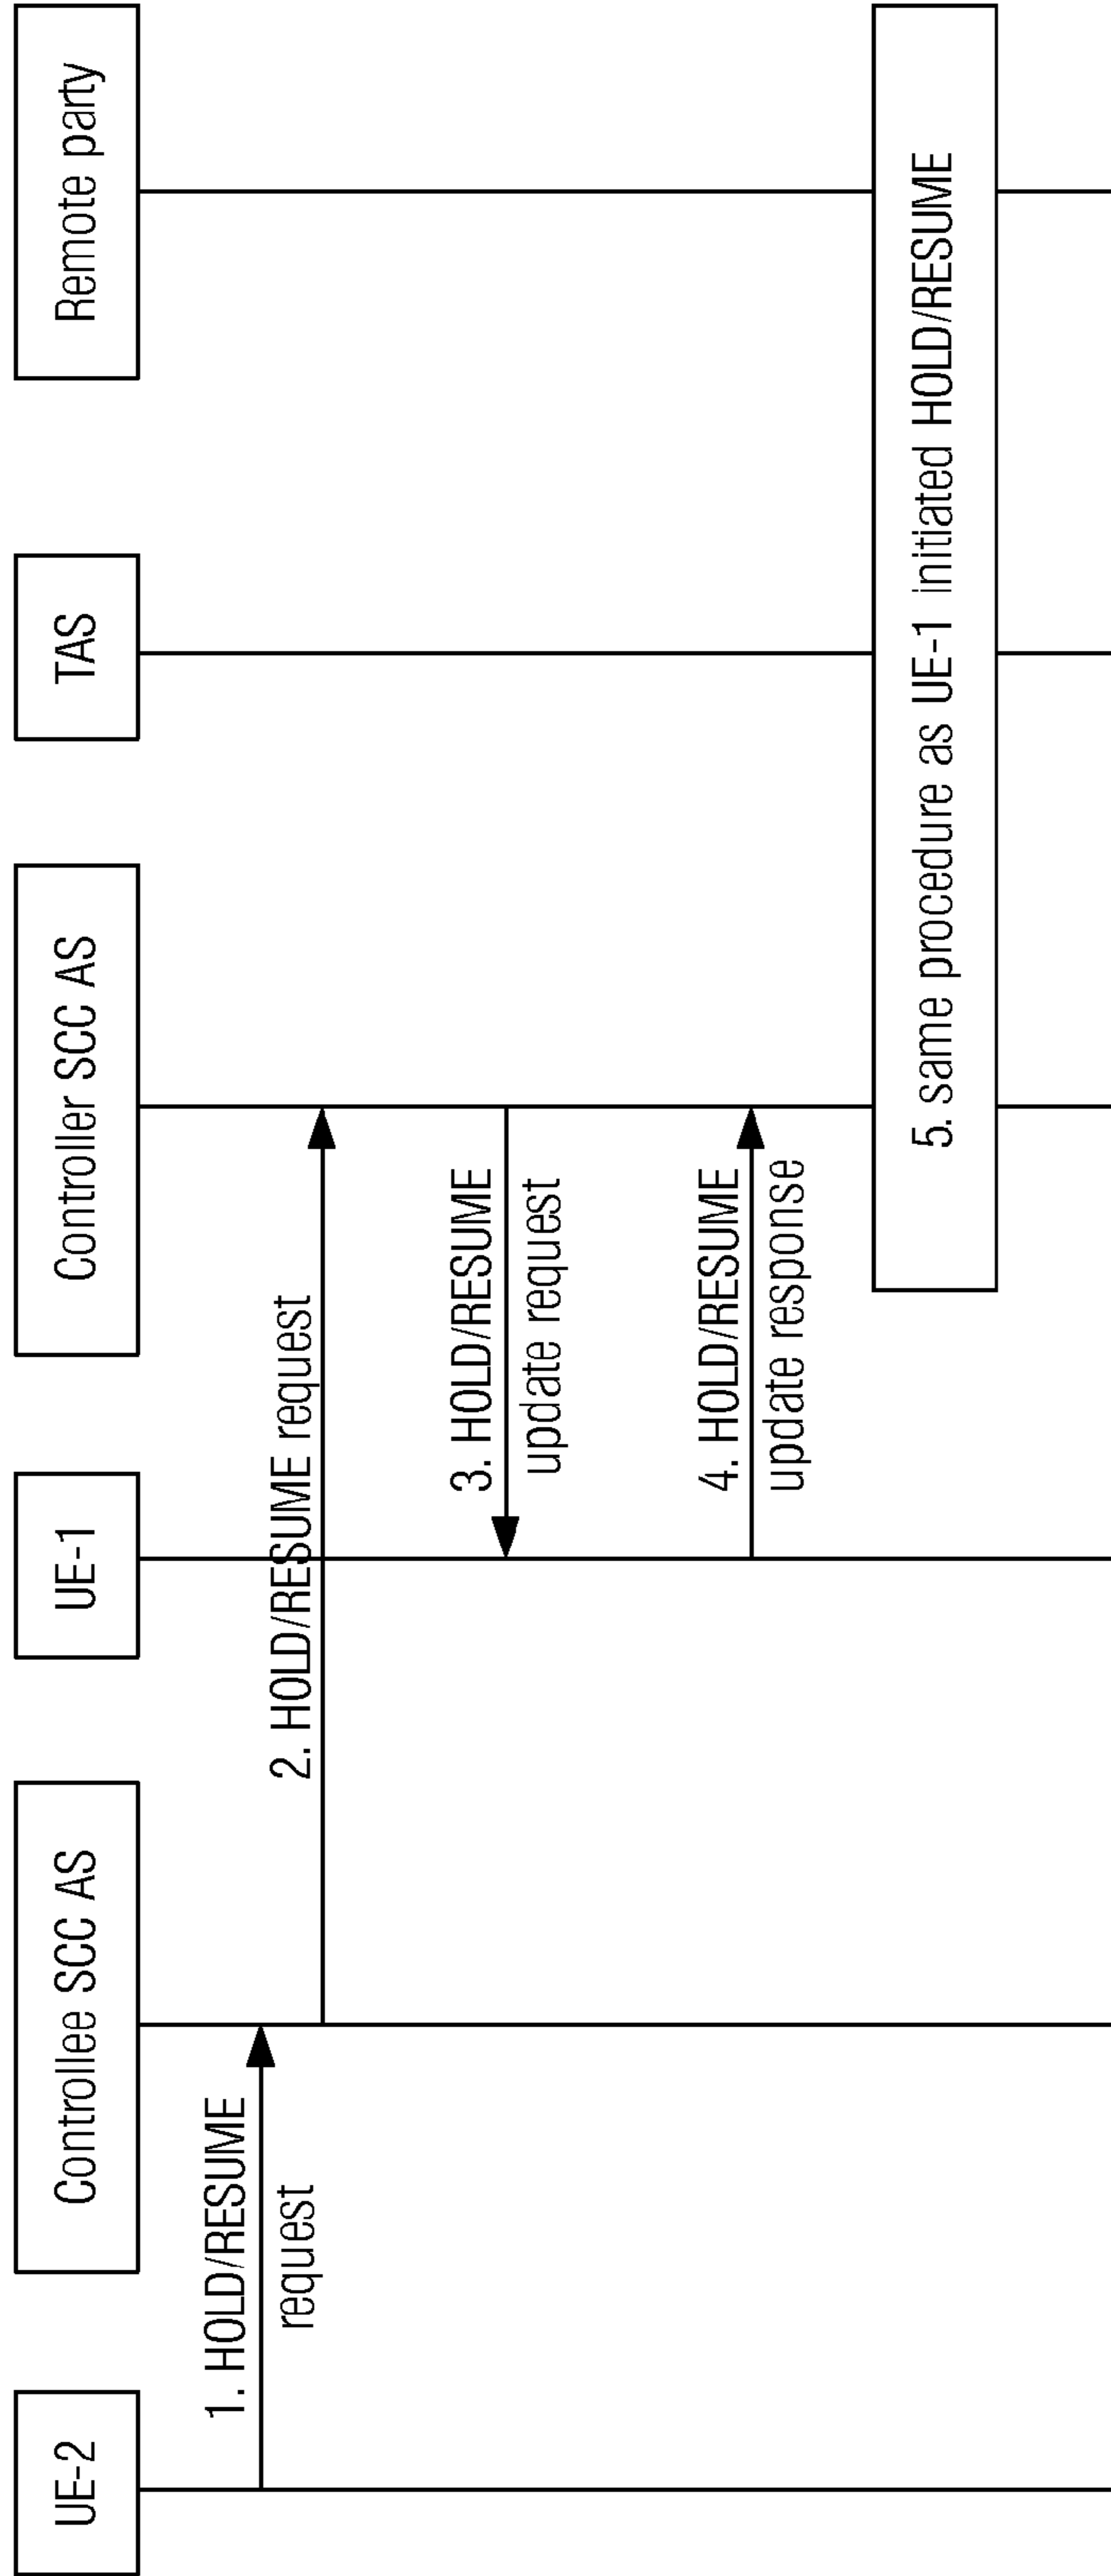 UE-2
Controllee SCC AS
UE-1
Controller SCC AS
TAS
Remote party
1. HOLD/RESUME
request
2. HOLD/RESUME request
3. HOLD/RESUME
update request
4. HOLD/RESUME
update response
5. same procedure as UE-1 initiated HOLD/RESUME